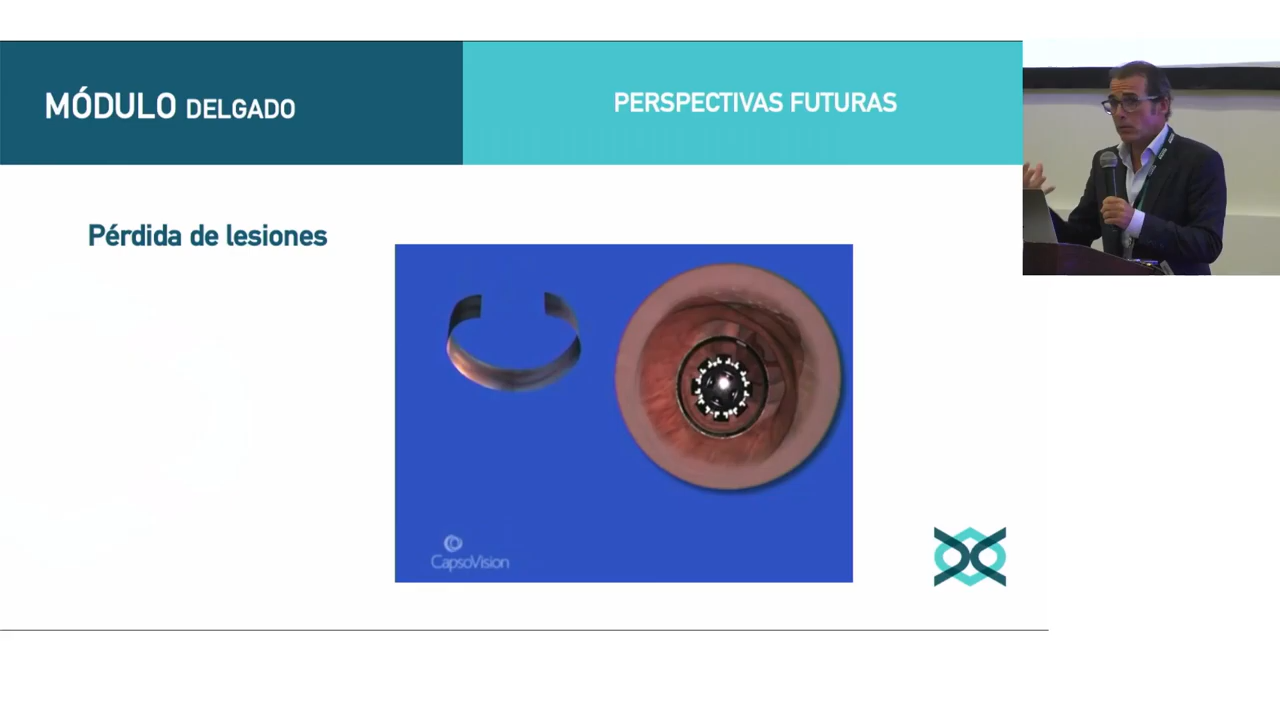 MÓDULO DELGADO
PERSPECTIVAS FUTURAS
Pérdida de lesiones
CapsoVision